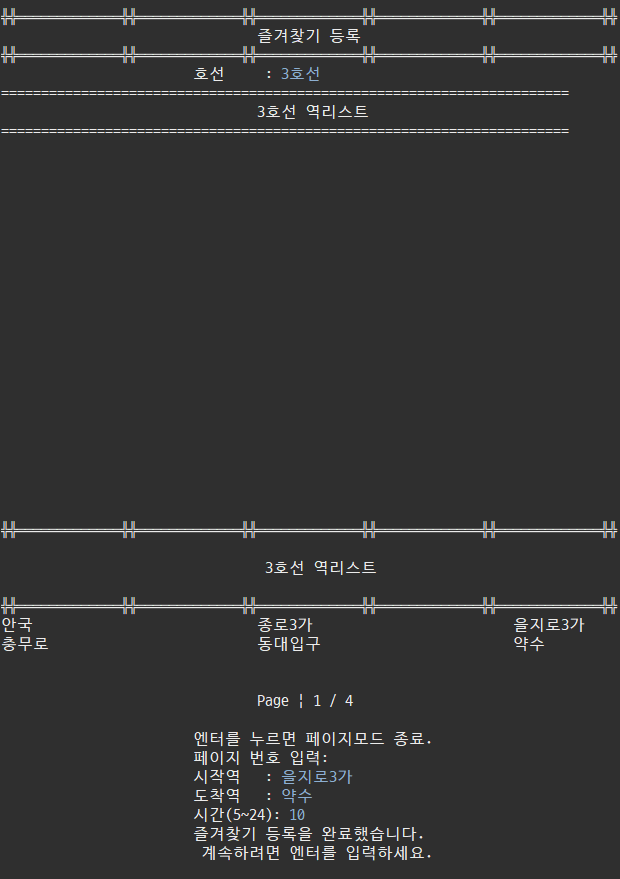 즐겨찾기 등록
호선     : 3호선
=======================================================================
3호선 역리스트
=======================================================================
3호선 역리스트
안국 종로3가 을지로3가
충무로 동대입구 약수
Page ¦ 1 / 4
엔터를 누르면 페이지모드 종료.
페이지 번호 입력:
시작역   : 을지로3가
도착역   : 약수
시간(5~24): 10
즐겨찾기 등록을 완료했습니다.
계속하려면 엔터를 입력하세요.